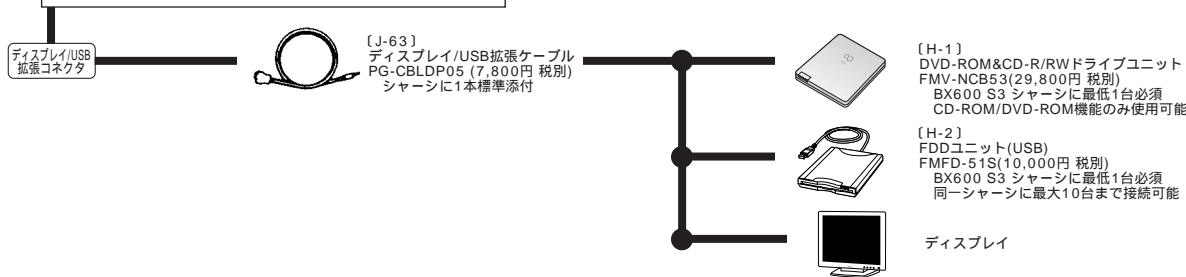 ディスプレイ/USB
拡張コネクタ
〔J-63〕
ディスプレイ/USB拡張ケーブル
PG-CBLDP05 (7,800円 税別)
シャーシに1本標準添付
〔H-1〕
DVD-ROM&CD-R/RWドライブユニット
FMV-NCB53(29,800円 税別)
BX600 S3 シャーシに最低1台必須
CD-ROM/DVD-ROM機能のみ使用可能
〔H-2〕
FDDユニット(USB)
FMFD-51S(10,000円 税別)
BX600 S3 シャーシに最低1台必須
同一シャーシに最大10台まで接続可能
ディスプレイ